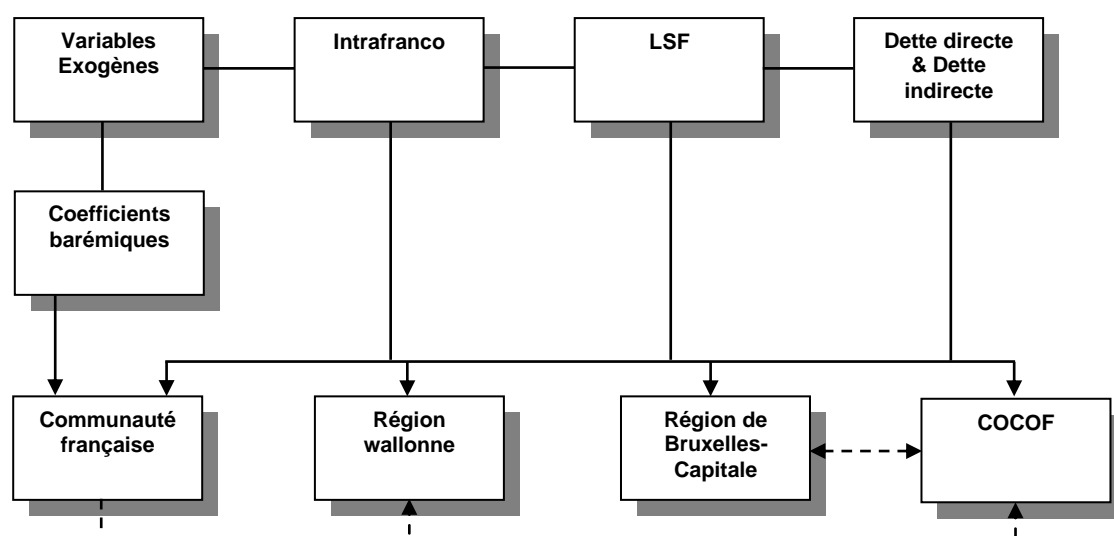 Variables
Exogènes
Intrafranco
LSF
Dette directe
& Dette
indirecte
Coefficients
barémiques
Communauté
française
Région
wallonne
Région de
Bruxelles-
Capitale
COCOF